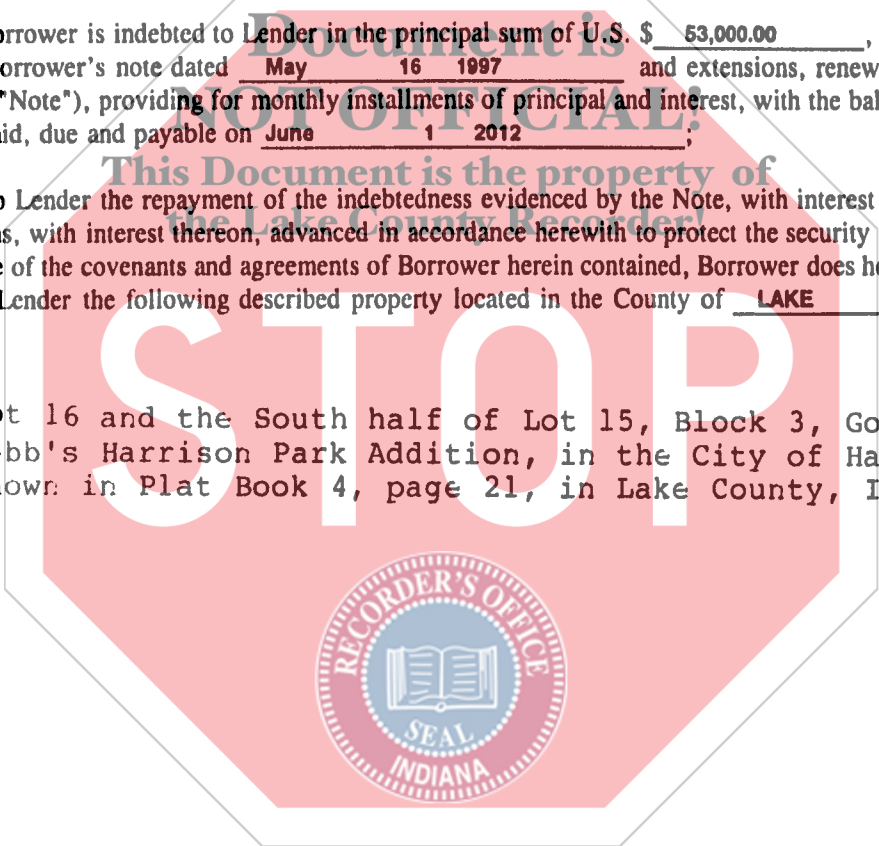 Document is
orrower is indebted to Lender in the principal sum of U.S. $ 53,000.00 ,
orrower's note dated May 16 1997 and extensions, renew
"Note"), providing for monthly installments of principal and interest, with the bal
NOT OFFICIAL!
aid, due and payable on June 1 2012 ;
This Document is the property of
o Lender the repayment of the indebtedness evidenced by the Note, with interest
the Lake County Recorder!
s, with interest thereon, advanced in accordance herewith to protect the security
e of the covenants and agreements of Borrower herein contained, Borrower does he
Lender the following described property located in the County of LAKE
STOP
ot 16 and the South half of Lot 15, Block 3, Go
bb's Harrison Park Addition, in the City of Ha
hown in Plat Book 4, page 21, in Lake County, I
RECORDER'S OFFICE
SEAL
INDIANA